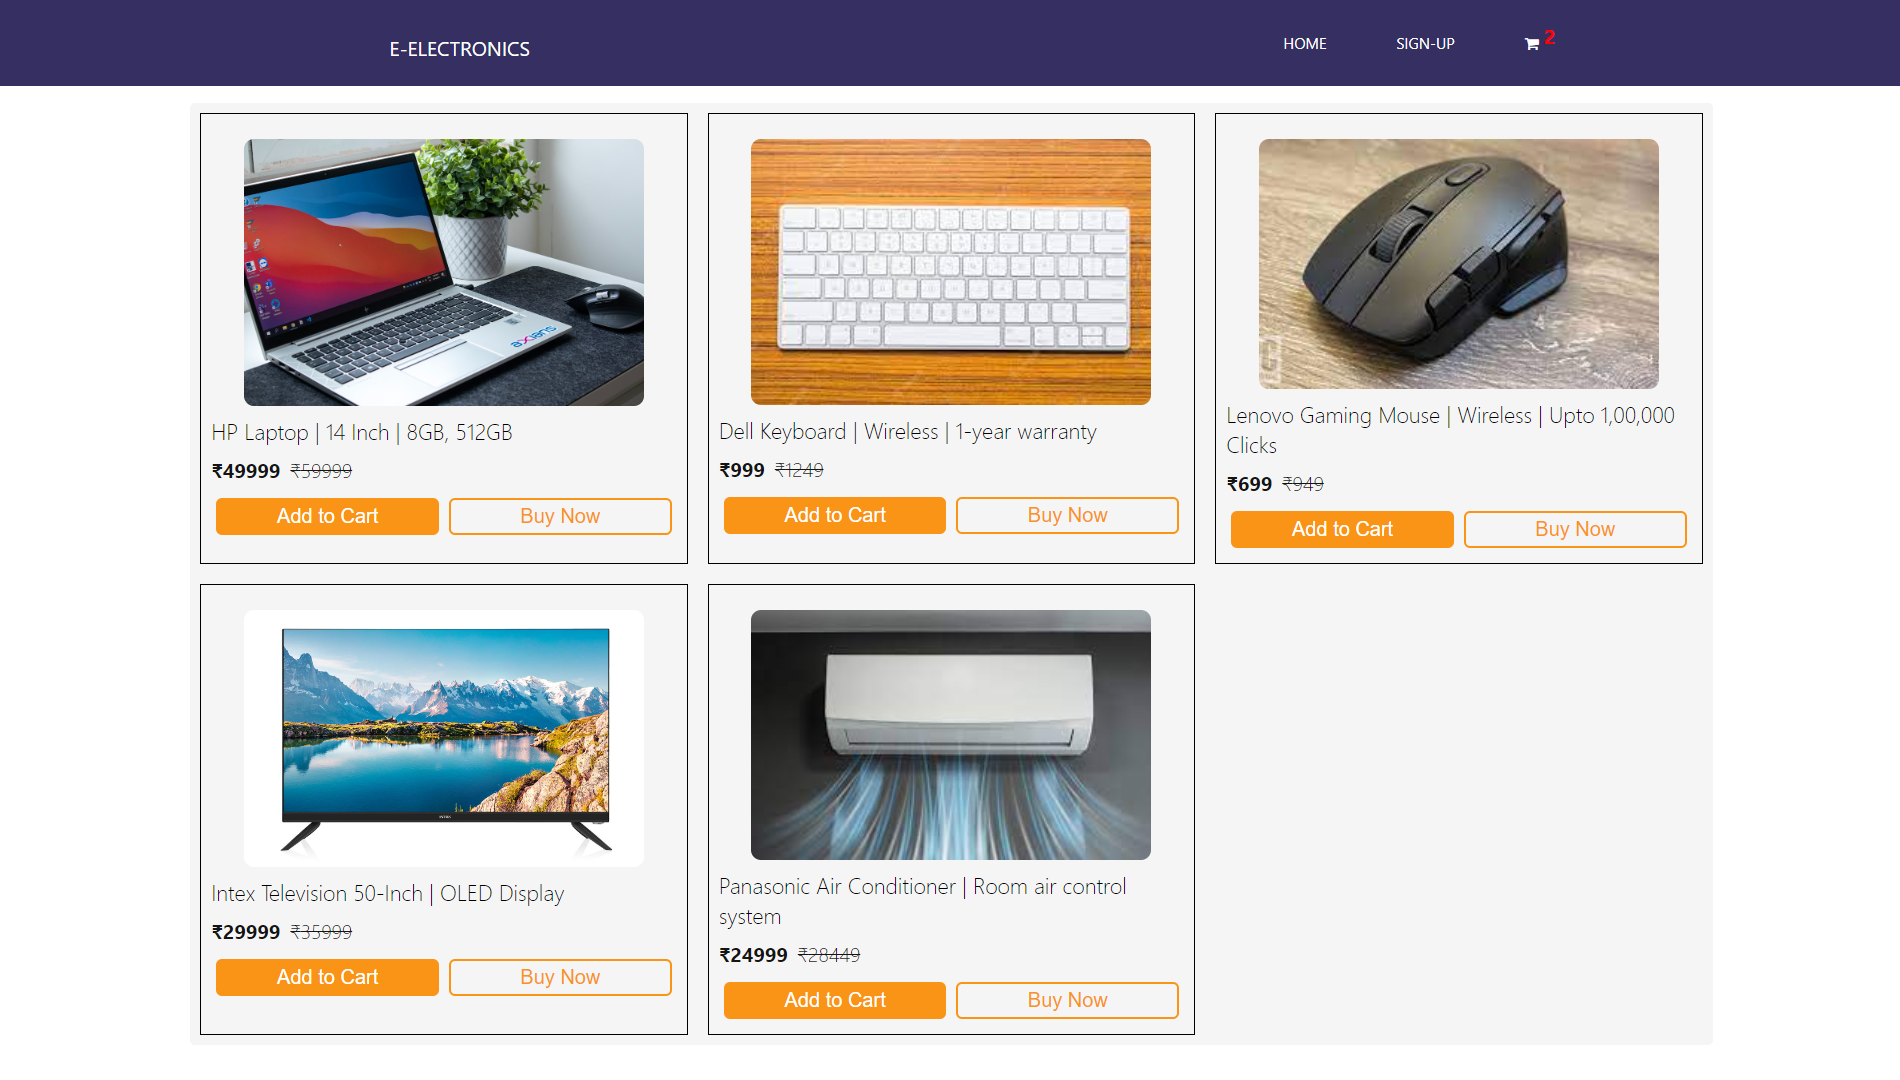 E-ELECTRONICS
HOME
SIGN-UP
2
axians
HP Laptop | 14 Inch | 8GB, 512GB
₹49999 ₹59999
Add to Cart
Buy Now
Dell Keyboard | Wireless | 1-year warranty
₹999 ₹1249
Add to Cart
Buy Now
Lenovo Gaming Mouse | Wireless | Upto 1,00,000
Clicks
₹699 ₹949
Add to Cart
Buy Now
Intex Television 50-Inch | OLED Display
₹29999 ₹35999
Add to Cart
Buy Now
Panasonic Air Conditioner | Room air control
system
₹24999 ₹28449
Add to Cart
Buy Now